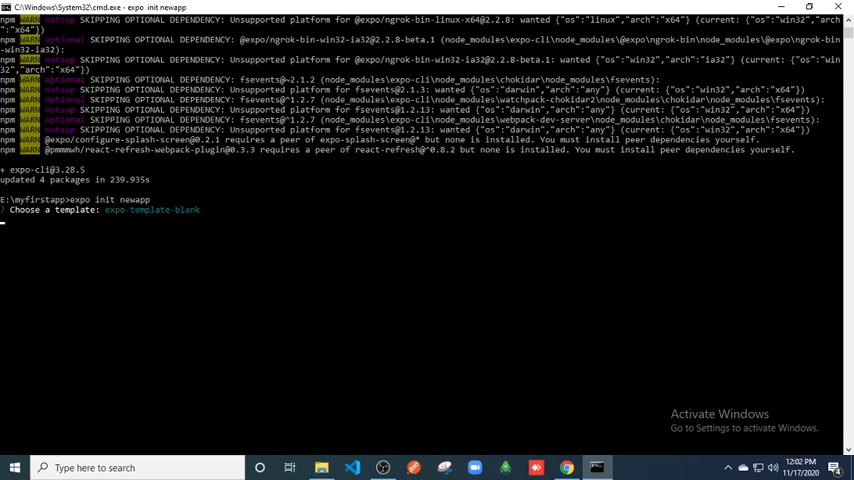 C:\Windows\System32\cmd.exe - expo init newapp
npm WARN notsup SKIPPING OPTIONAL DEPENDENCY: Unsupported platform for @expo/ngrok-bin-linux-x64@2.2.8: wanted {"os":"linux","arch":"x64"} (current: {"os":"win32","arch
":"x64"})
npm WARN optional SKIPPING OPTIONAL DEPENDENCY: @expo/ngrok-bin-win32-ia32@2.2.8-beta.1 (node_modules\expo-cli\node_modules\@expo\ngrok-bin\node_modules\@expo\ngrok-bin
-win32-ia32):
npm WARN notsup SKIPPING OPTIONAL DEPENDENCY: Unsupported platform for @expo/ngrok-bin-win32-ia32@2.2.8-beta.1: wanted {"os":"win32","arch":"ia32"} (current: {"os":"win
32","arch":"x64"})
npm WARN optional SKIPPING OPTIONAL DEPENDENCY: fsevents@~2.1.2 (node_modules\expo-cli\node_modules\chokidar\node_modules\fsevents):
npm WARN notsup SKIPPING OPTIONAL DEPENDENCY: Unsupported platform for fsevents@2.1.3: wanted {"os":"darwin","arch":"any"} (current: {"os":"win32","arch":"x64"})
npm WARN optional SKIPPING OPTIONAL DEPENDENCY: fsevents@^1.2.7 (node_modules\expo-cli\node_modules\watchpack-chokidar2\node_modules\chokidar\node_modules\fsevents):
npm WARN notsup SKIPPING OPTIONAL DEPENDENCY: Unsupported platform for fsevents@1.2.13: wanted {"os":"darwin","arch":"any"} (current: {"os":"win32","arch":"x64"})
npm WARN optional SKIPPING OPTIONAL DEPENDENCY: fsevents@^1.2.7 (node_modules\expo-cli\node_modules\webpack-dev-server\node_modules\chokidar\node_modules\fsevents):
npm WARN notsup SKIPPING OPTIONAL DEPENDENCY: Unsupported platform for fsevents@1.2.13: wanted {"os":"darwin","arch":"any"} (current: {"os":"win32","arch":"x64"})
npm WARN @expo/configure-splash-screen@0.2.1 requires a peer of expo-splash-screen@* but none is installed. You must install peer dependencies yourself.
npm WARN @pmmmwh/react-refresh-webpack-plugin@0.3.3 requires a peer of react-refresh@^0.8.2 but none is installed. You must install peer dependencies yourself.
+ expo-cli@3.28.5
updated 4 packages in 239.935s
E:\myfirstapp>expo init newapp
? Choose a template: expo-template-blank
Activate Windows
Go to Settings to activate Windows.
Type here to search
12:02 PM
11/17/2020
4